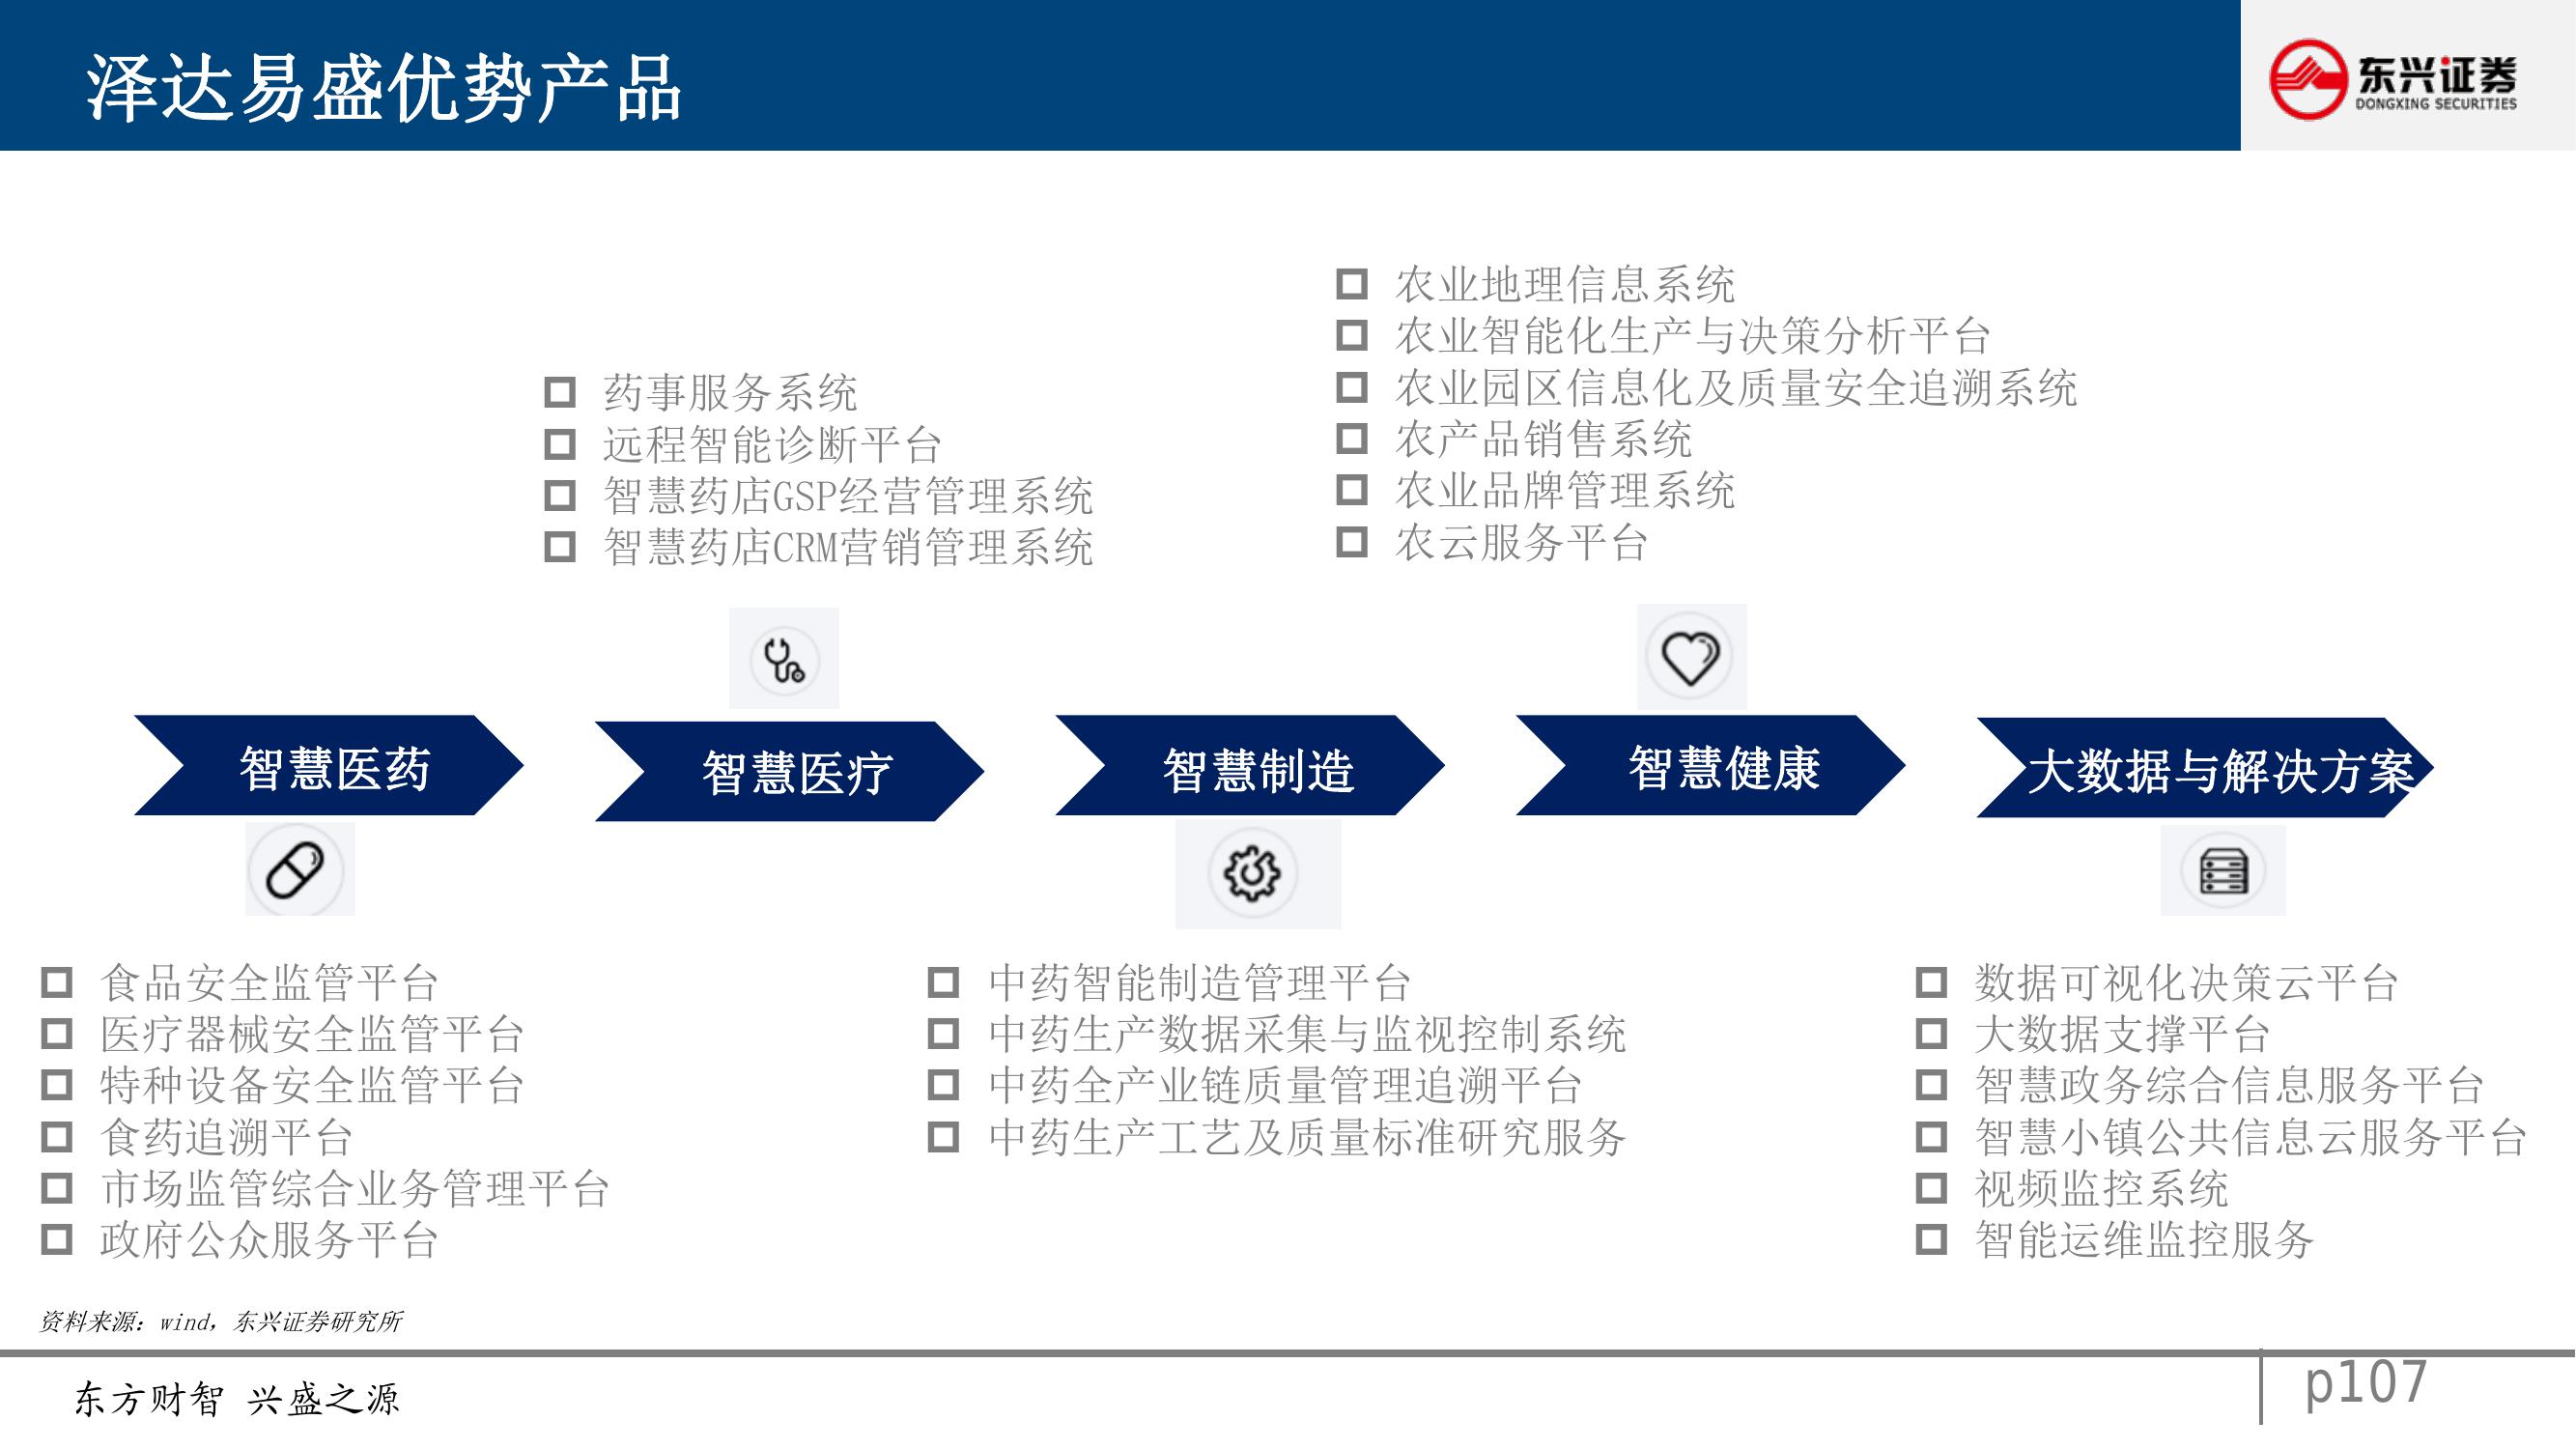 泽达易盛优势产品
东兴证券
DONGXING SECURITIES
农业地理信息系统
农业智能化生产与决策分析平台
农业园区信息化及质量安全追溯系统
农产品销售系统
农业品牌管理系统
农云服务平台
药事服务系统
远程智能诊断平台
智慧药店GSP经营管理系统
智慧药店CRM营销管理系统
智慧医药
智慧医疗
智慧制造
智慧健康
大数据与解决方案
食品安全监管平台
医疗器械安全监管平台
特种设备安全监管平台
食药追溯平台
市场监管综合业务管理平台
政府公众服务平台
中药智能制造管理平台
中药生产数据采集与监视控制系统
中药全产业链质量管理追溯平台
中药生产工艺及质量标准研究服务
数据可视化决策云平台
大数据支撑平台
智慧政务综合信息服务平台
智慧小镇公共信息云服务平台
视频监控系统
智能运维监控服务
资料来源：wind，东兴证券研究所
东方财智 兴盛之源
p107